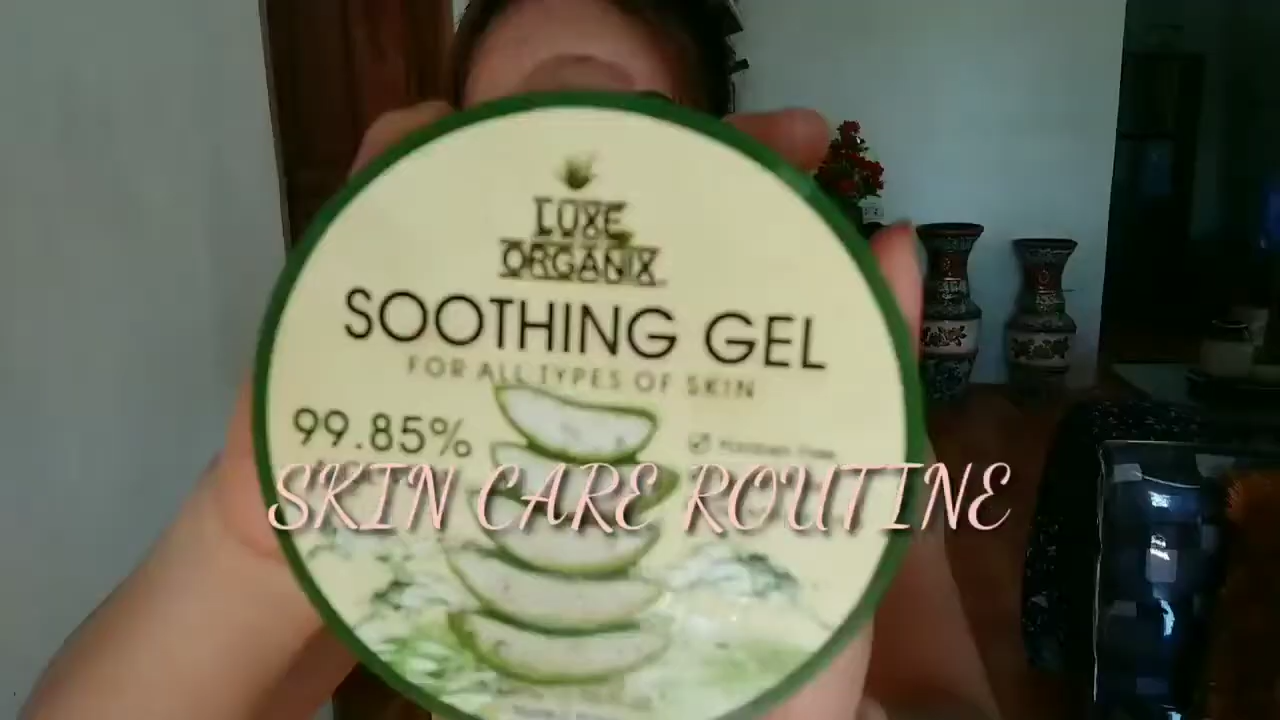 LUXE
ORGANIX
SOOTHING GEL
FOR ALL TYPES OF SKIN
99.85%
SKIN CARE ROUTINE